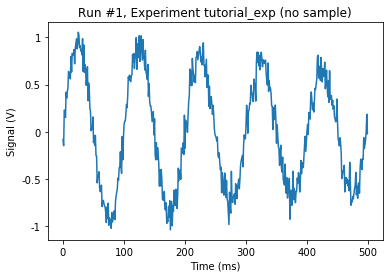 Run #1, Experiment tutorial_exp (no sample)
1
0.5
0
-0.5
-1
Signal (V)
0 100 200 300 400 500
Time (ms)